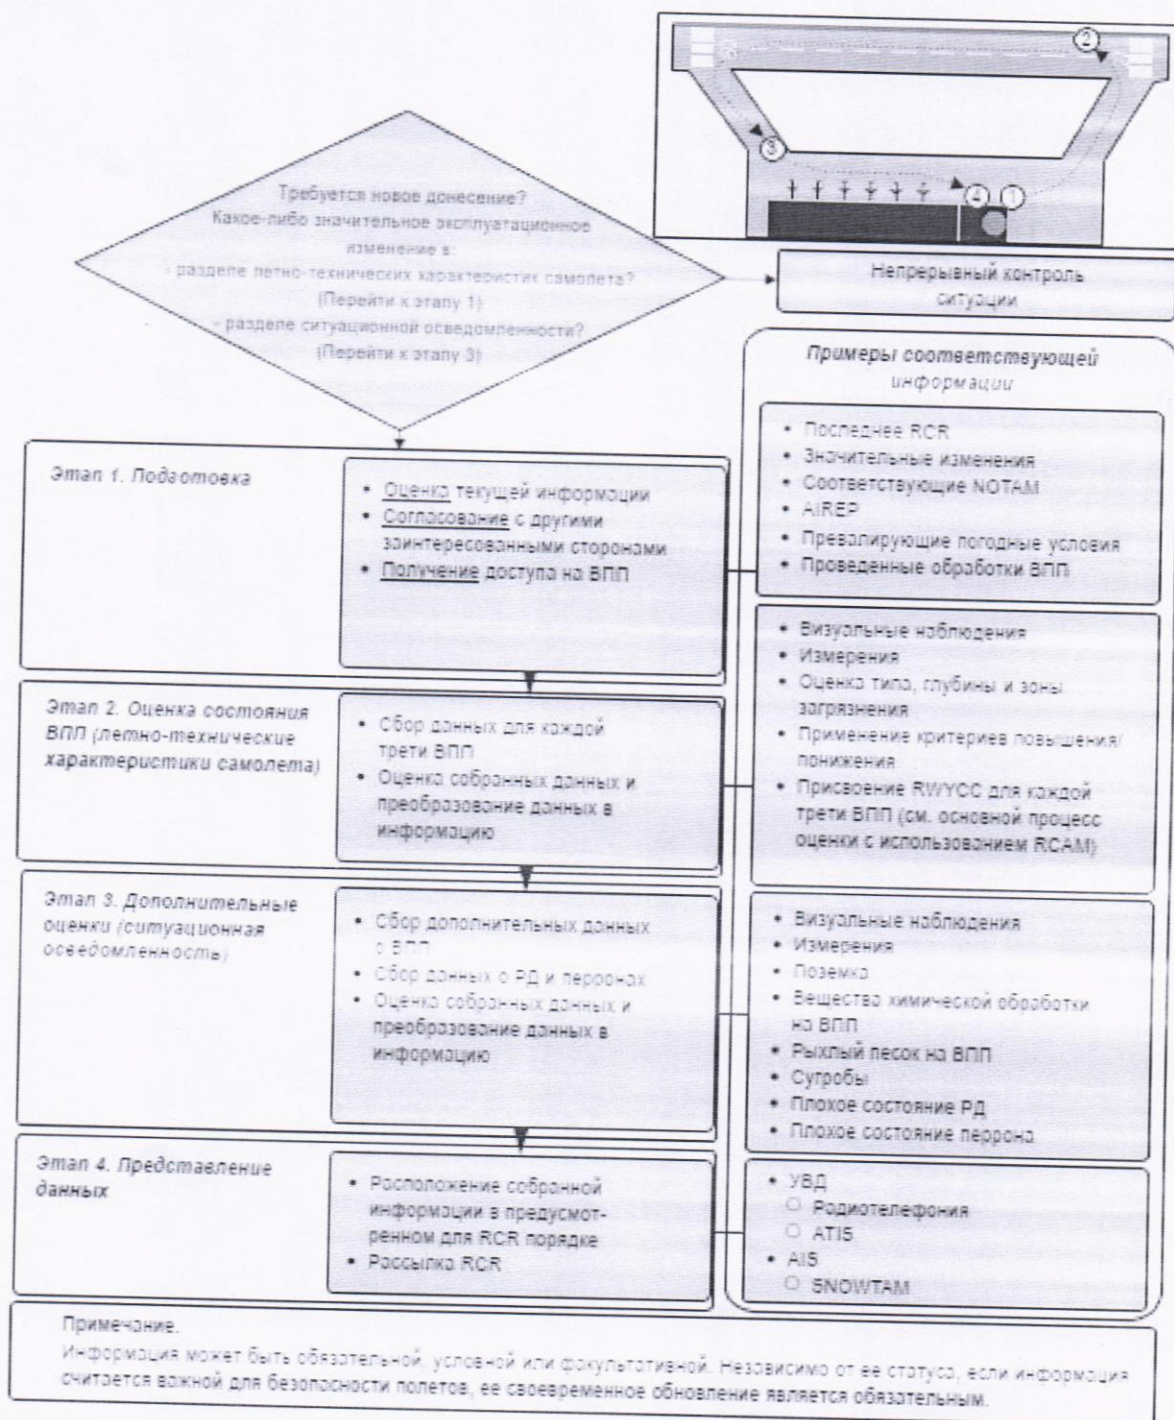 2
3
4
1
Требуется новое донесение?
Какое-либо значительное эксплуатационное
изменение в:
- разделе летно-технических характеристик самолета?
(Перейти к этапу 1)
- разделе ситуационной осведомленности?
(Перейти к этапу 3)
Непрерывный контроль
ситуации
Примеры соответствующей
информации
Этап 1. Подготовка
• Оценка текущей информации
• Согласование с другими
заинтересованными сторонами
• Получение доступа на ВПП
• Последнее RCR
• Значительные изменения
• Соответствующие NOTAM
• AIREP
• Превалирующие погодные условия
• Проведенные обработки ВПП
Этап 2. Оценка состояния
ВПП (летно-технические
характеристики самолета)
• Сбор данных для каждой
трети ВПП
• Оценка собранных данных и
преобразование данных в
информацию
• Визуальные наблюдения
• Измерения
• Оценка типа, глубины и зоны
загрязнения
• Применение критериев повышения/
понижения
• Присвоение RWYCC для каждой
трети ВПП (см. основной процесс
оценки с использованием RCAM)
Этап 3. Дополнительные
оценки (ситуационная
осведомленность)
• Сбор дополнительных данных
о ВПП
• Сбор данных о РД и перронах
• Оценка собранных данных и
преобразование данных в
информацию
• Визуальные наблюдения
• Измерения
• Поземка
• Вещества химической обработки
на ВПП
• Рыхлый песок на ВПП
• Сугробы
• Плохое состояние РД
• Плохое состояние перрона
Этап 4. Представление
данных
• Расположение собранной
информации в предусмот-
ренном для RCR порядке
• Рассылка RCR
• УВД
○ Радиотелефония
○ ATIS
• AIS
○ SNOWTAM
Примечание.
Информация может быть обязательной, условной или факультативной. Независимо от ее статуса, если информация
считается важной для безопасности полетов, ее своевременное обновление является обязательным.